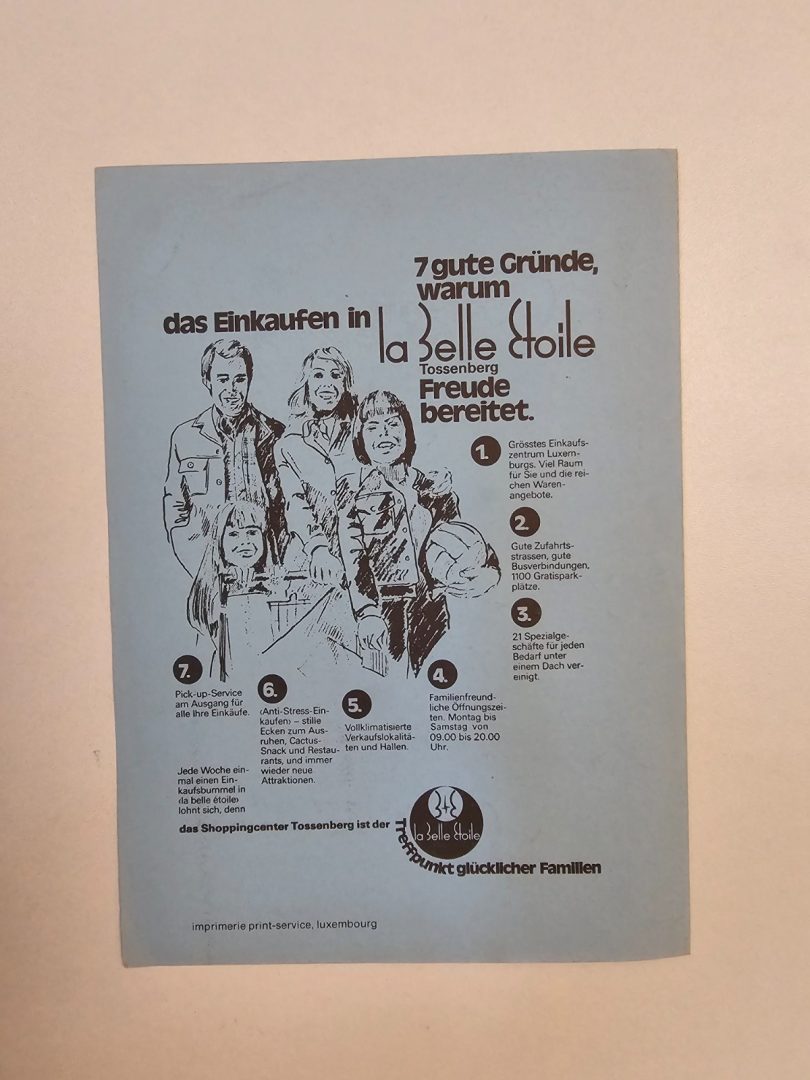 7 gute Gründe,
warum
das Einkaufen in
la Belle Etoile
Tossenberg
Freude
bereitet.
1.
Grösstes Einkaufs-
zentrum Luxem-
burgs. Viel Raum
für Sie und die rei-
chen Waren-
angebote.
2.
Gute Zufahrts-
strassen, gute
Busverbindungen,
1100 Gratispark-
plätze.
3.
21 Spezialge-
schäfte für jeden
Bedarf unter
einem Dach ver-
einigt.
4.
Familienfreund-
liche Öffnungszei-
ten. Montag bis
Samstag von
09.00 bis 20.00
Uhr.
5.
Vollklimatisierte
Verkaufslokalitä-
ten und Hallen.
6.
‹Anti-Stress-Ein-
kaufen› – stille
Ecken zum Aus-
ruhen, Cactus-
Snack und Restau-
rants, und immer
wieder neue
Attraktionen.
7.
Pick-up-Service
am Ausgang für
alle Ihre Einkäufe.
Jede Woche ein-
mal einen Ein-
kaufsbummel in
‹la belle étoile›
lohnt sich, denn
das Shoppingcenter Tossenberg ist der
la Belle Etoile
Treffpunkt glücklicher Familien
imprimerie print-service, luxembourg